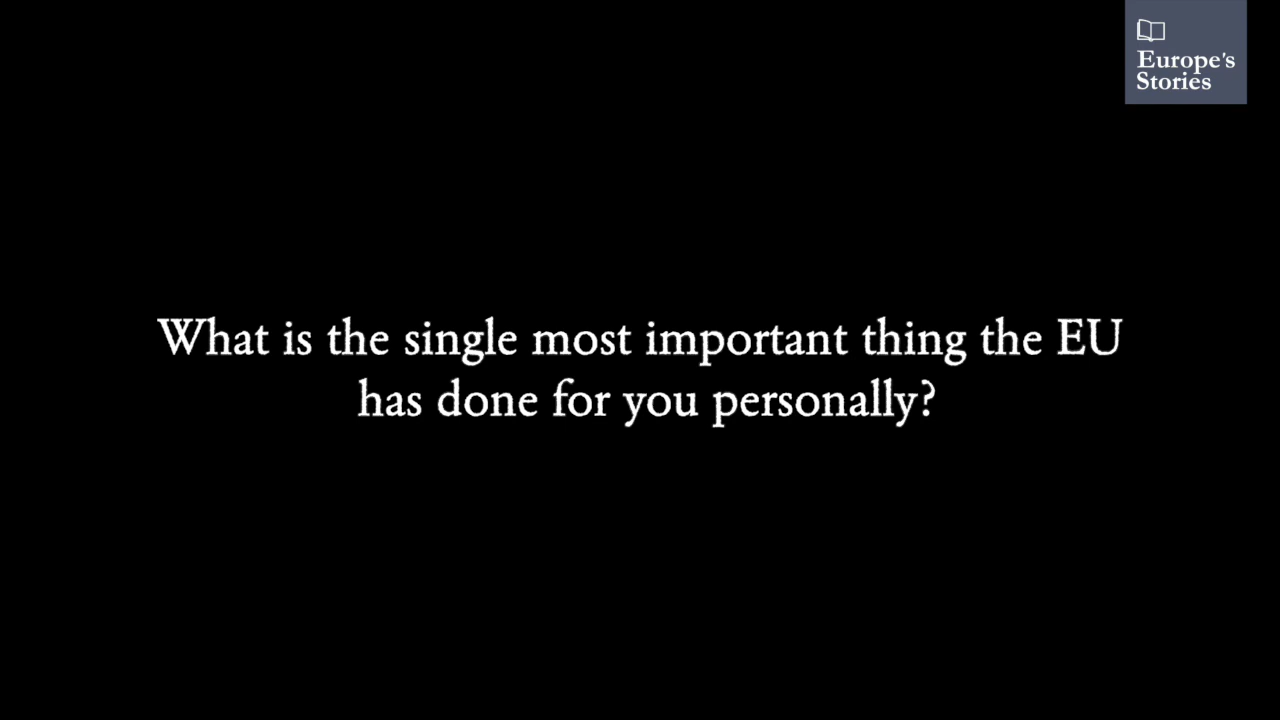 Europe's
Stories
What is the single most important thing the EU
has done for you personally?